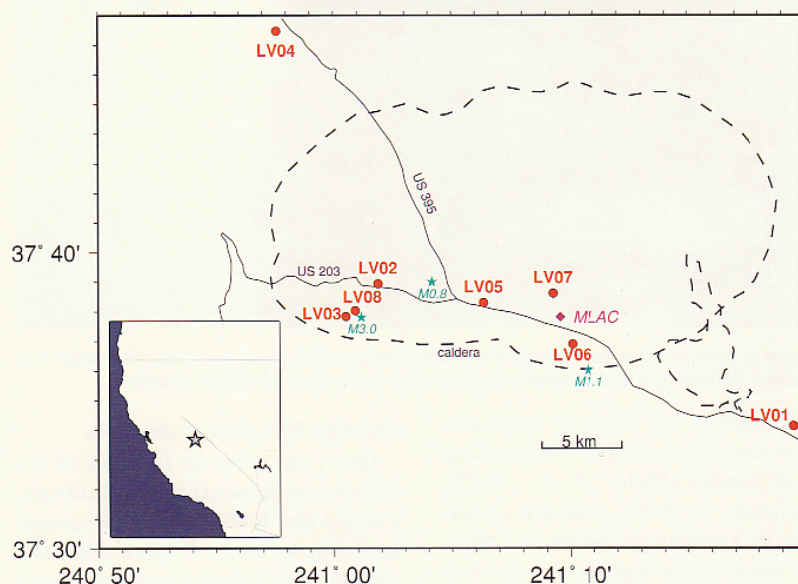 LV04
US 395
37° 40'
US 203
LV02
M0.8
LV05
LV07
LV08
LV03
M3.0
MLAC
caldera
LV06
M1.1
LV01
5 km
37° 30'
240° 50'
241° 00'
241° 10'